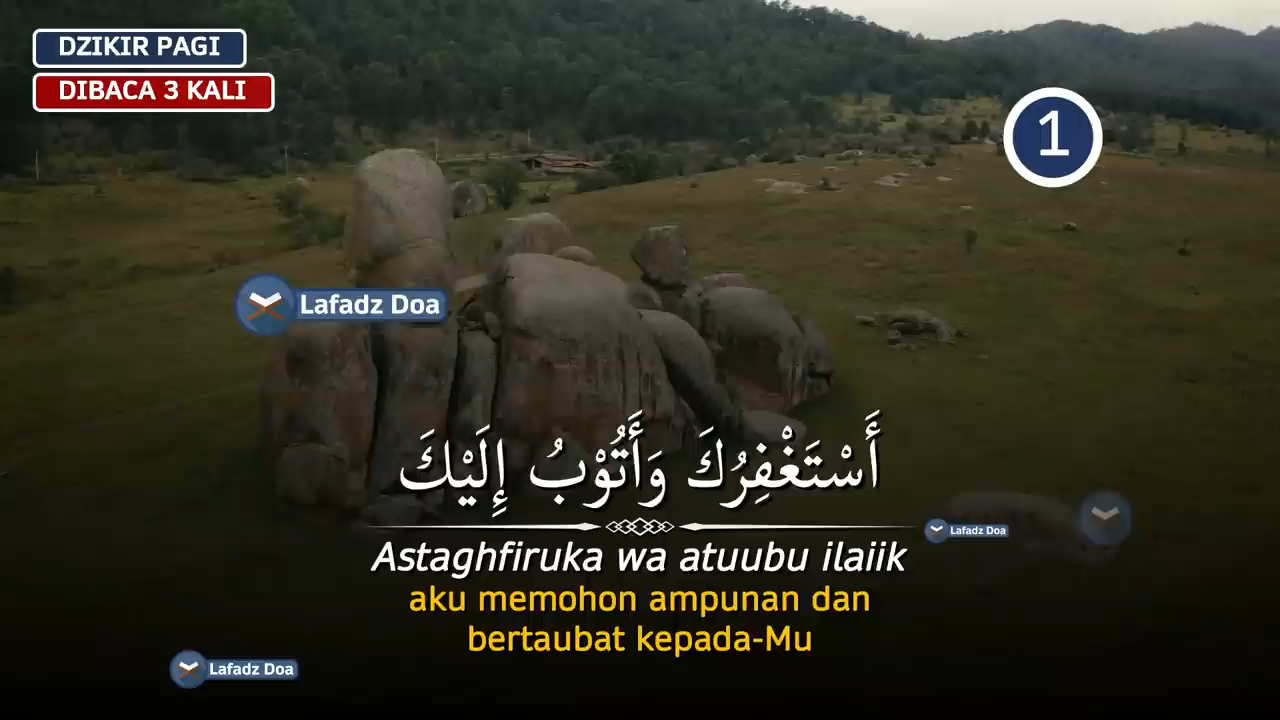 DZIKIR PAGI
DIBACA 3 KALI
1
Lafadz Doa
أَسْتَغْفِرُكَ وَأَتُوْبُ إِلَيْكَ
Lafadz Doa
Astaghfiruka wa atuubu ilaiik
aku memohon ampunan dan
bertaubat kepada-Mu
Lafadz Doa